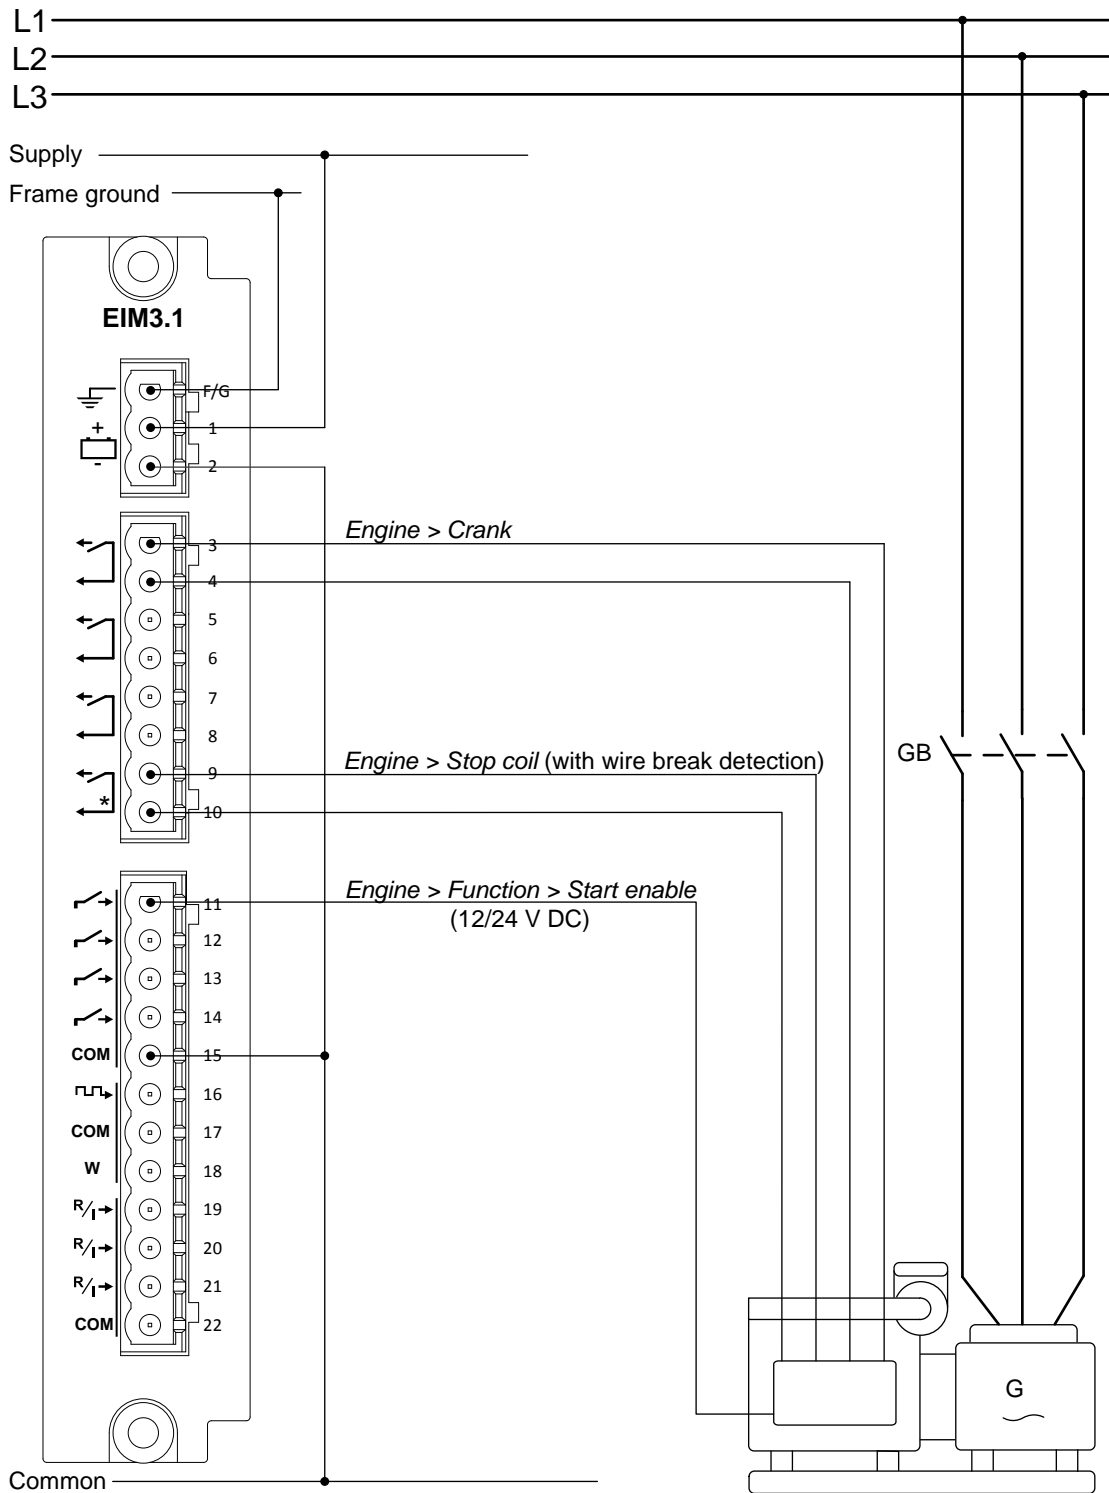 L1
L2
L3
Supply
Frame ground
EIM3.1
F/G
+
1
-
2
Engine > Crank
3
4
5
6
7
8
GB
Engine > Stop coil (with wire break detection)
9
*
10
Engine > Function > Start enable
11
(12/24 V DC)
12
13
14
COM 15
16
COM 17
W 18
R/I 19
R/I 20
R/I 21
COM 22
G
Common